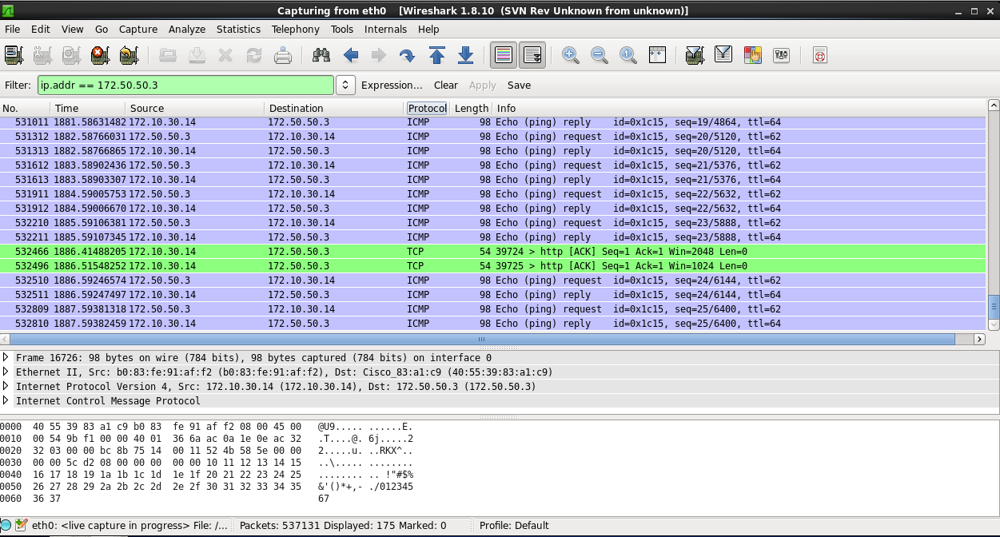 Capturing from eth0    [Wireshark 1.8.10  (SVN Rev Unknown from unknown)]
File  Edit  View  Go  Capture  Analyze  Statistics  Telephony  Tools  Internals  Help
Filter:  ip.addr == 172.50.50.3  Expression...  Clear  Apply  Save
No.  Time  Source  Destination  Protocol  Length  Info
531011 1881.58631482 172.10.30.14 172.50.50.3 ICMP 98 Echo (ping) reply id=0x1c15, seq=19/4864, ttl=64
531312 1882.58766031 172.50.50.3 172.10.30.14 ICMP 98 Echo (ping) request id=0x1c15, seq=20/5120, ttl=62
531313 1882.58766865 172.10.30.14 172.50.50.3 ICMP 98 Echo (ping) reply id=0x1c15, seq=20/5120, ttl=64
531612 1883.58902436 172.50.50.3 172.10.30.14 ICMP 98 Echo (ping) request id=0x1c15, seq=21/5376, ttl=62
531613 1883.58903307 172.10.30.14 172.50.50.3 ICMP 98 Echo (ping) reply id=0x1c15, seq=21/5376, ttl=64
531911 1884.59005753 172.50.50.3 172.10.30.14 ICMP 98 Echo (ping) request id=0x1c15, seq=22/5632, ttl=62
531912 1884.59006670 172.10.30.14 172.50.50.3 ICMP 98 Echo (ping) reply id=0x1c15, seq=22/5632, ttl=64
532210 1885.59106381 172.50.50.3 172.10.30.14 ICMP 98 Echo (ping) request id=0x1c15, seq=23/5888, ttl=62
532211 1885.59107345 172.10.30.14 172.50.50.3 ICMP 98 Echo (ping) reply id=0x1c15, seq=23/5888, ttl=64
532466 1886.41488205 172.10.30.14 172.50.50.3 TCP 54 39724 > http [ACK] Seq=1 Ack=1 Win=2048 Len=0
532496 1886.51548252 172.10.30.14 172.50.50.3 TCP 54 39725 > http [ACK] Seq=1 Ack=1 Win=1024 Len=0
532510 1886.59246574 172.50.50.3 172.10.30.14 ICMP 98 Echo (ping) request id=0x1c15, seq=24/6144, ttl=62
532511 1886.59247497 172.10.30.14 172.50.50.3 ICMP 98 Echo (ping) reply id=0x1c15, seq=24/6144, ttl=64
532809 1887.59381318 172.50.50.3 172.10.30.14 ICMP 98 Echo (ping) request id=0x1c15, seq=25/6400, ttl=62
532810 1887.59382459 172.10.30.14 172.50.50.3 ICMP 98 Echo (ping) reply id=0x1c15, seq=25/6400, ttl=64
Frame 16726: 98 bytes on wire (784 bits), 98 bytes captured (784 bits) on interface 0
Ethernet II, Src: b0:83:fe:91:af:f2 (b0:83:fe:91:af:f2), Dst: Cisco_83:a1:c9 (40:55:39:83:a1:c9)
Internet Protocol Version 4, Src: 172.10.30.14 (172.10.30.14), Dst: 172.50.50.3 (172.50.50.3)
Internet Control Message Protocol
0000  40 55 39 83 a1 c9 b0 83  fe 91 af f2 08 00 45 00   @U9..... ......E.
0010  00 54 9b f1 00 00 40 01  36 6a ac 0a 1e 0e ac 32   .T....@. 6j.....2
0020  32 03 00 00 bc 8b 75 14  00 11 52 4b 58 5e 00 00   2.....u. ..RKX^..
0030  00 00 5c d2 08 00 00 00  00 00 10 11 12 13 14 15   ..\..... ........
0040  16 17 18 19 1a 1b 1c 1d  1e 1f 20 21 22 23 24 25   ........ .. !"#$%
0050  26 27 28 29 2a 2b 2c 2d  2e 2f 30 31 32 33 34 35   &'()*+,- ./012345
0060  36 37   67
eth0: <live capture in progress> File: /...  Packets: 537131 Displayed: 175 Marked: 0  Profile: Default